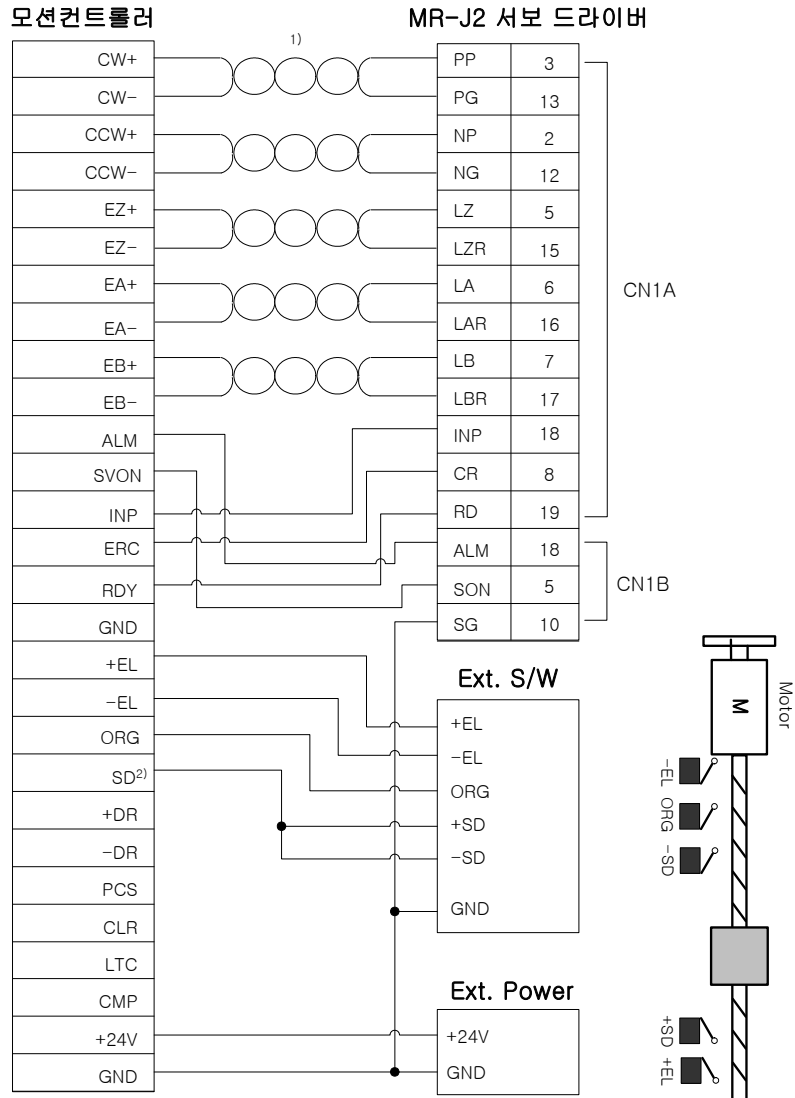 모션컨트롤러
MR-J2 서보 드라이버
1)
CW+
CW-
CCW+
CCW-
EZ+
EZ-
EA+
EA-
EB+
EB-
ALM
SVON
INP
ERC
RDY
GND
+EL
-EL
ORG
SD2)
+DR
-DR
PCS
CLR
LTC
CMP
+24V
GND
PP 3
PG 13
NP 2
NG 12
LZ 5
LZR 15
LA 6
LAR 16
LB 7
LBR 17
INP 18
CR 8
RD 19
ALM 18
SON 5
SG 10
CN1A
CN1B
Ext. S/W
+EL
-EL
ORG
+SD
-SD
GND
Ext. Power
+24V
GND
Motor
M
-EL
ORG
-SD
+SD
+EL